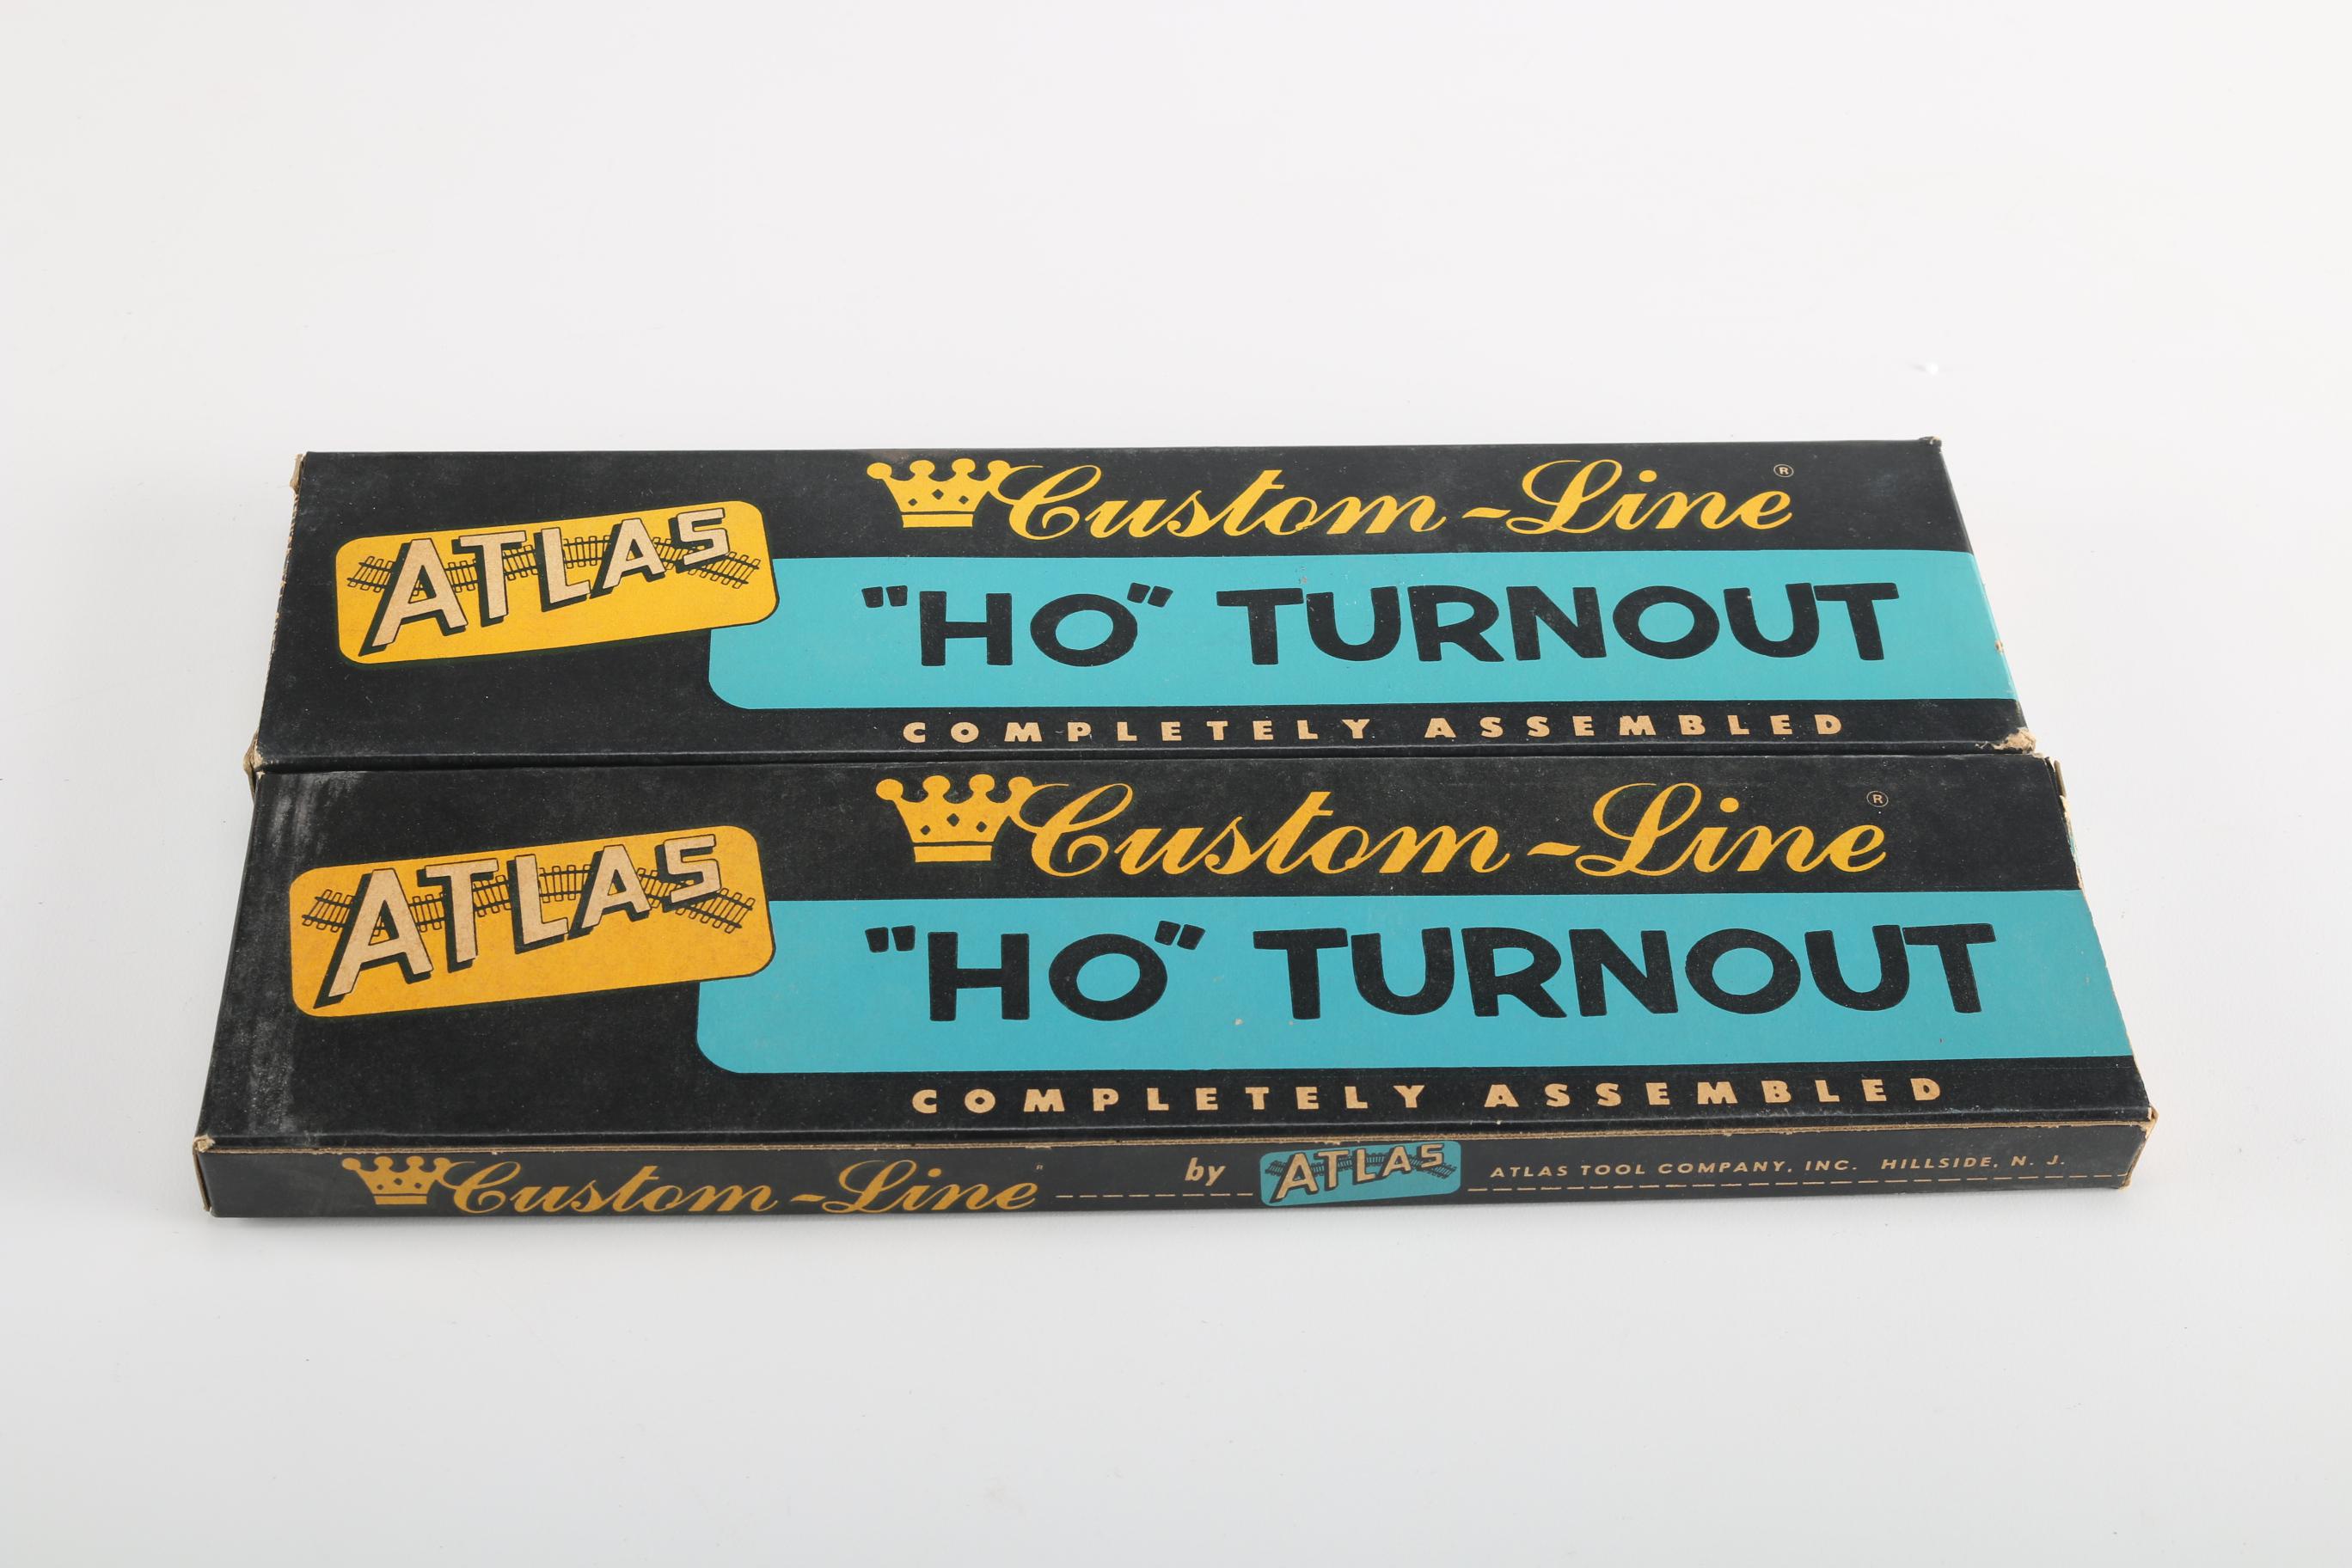 ATLAS
Custom-Line®
"HO" TURNOUT
COMPLETELY ASSEMBLED
ATLAS
Custom-Line®
"HO" TURNOUT
COMPLETELY ASSEMBLED
Custom-Line" by ATLAS ATLAS TOOL COMPANY, INC. HILLSIDE, N. J.